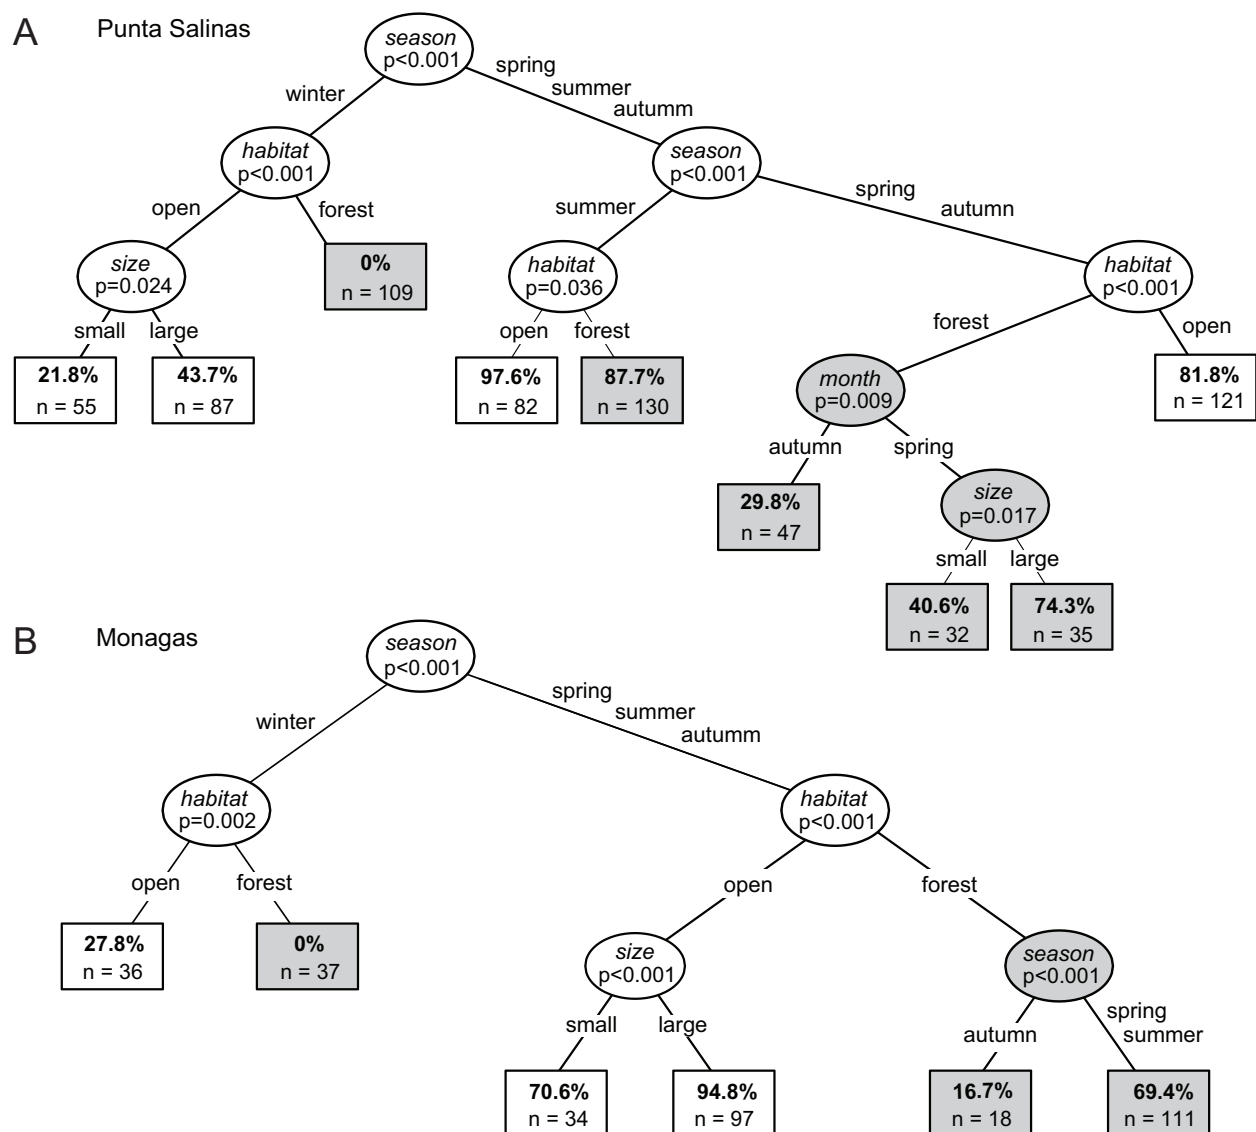 A
Punta Salinas
season
p<0.001
winter
spring
summer
autumm
habitat
p<0.001
season
p<0.001
open
forest
summer
spring
autumn
size
p=0.024
0%
n = 109
habitat
p=0.036
habitat
p<0.001
small
large
open
forest
forest
open
21.8%
n = 55
43.7%
n = 87
97.6%
n = 82
87.7%
n = 130
month
p=0.009
81.8%
n = 121
autumn
spring
29.8%
n = 47
size
p=0.017
small
large
40.6%
n = 32
74.3%
n = 35
B
Monagas
season
p<0.001
winter
spring
summer
autumm
habitat
p=0.002
habitat
p<0.001
open
forest
open
forest
27.8%
n = 36
0%
n = 37
size
p<0.001
season
p<0.001
small
large
autumn
spring
summer
70.6%
n = 34
94.8%
n = 97
16.7%
n = 18
69.4%
n = 111